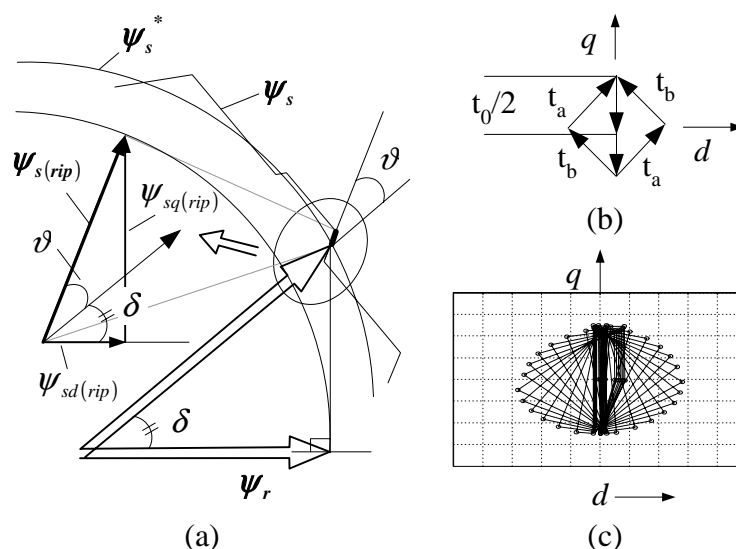 ψs*
ψs
ϑ
ψs(rip)
ψsq(rip)
ϑ
δ
ψsd(rip)
δ
ψr
(a)
q
ta
tb
t0/2
tb
ta
d
(b)
q
d
(c)